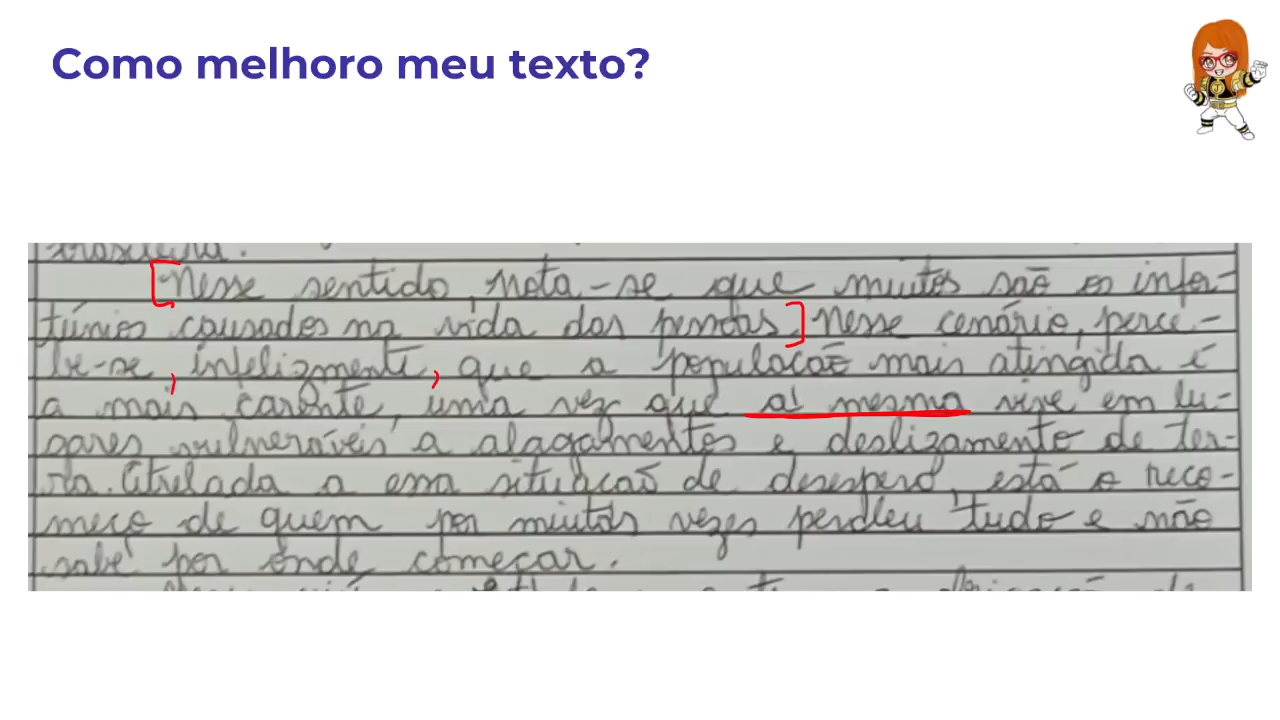 Como melhoro meu texto?
brasileira.
Nesse sentido, nota-se que muitos são os infor-
túnios causados na vida das pessoas. Nesse cenário, perce-
be-se, infelizmente, que a população mais atingida é
a mais carente, uma vez que a mesma vive em lu-
gares vulneráveis a alagamentos e deslizamento de ter-
ra. Atrelada a essa situação de desespero, está o reco-
meço de quem por muitas vezes perdeu tudo e não
sabe por onde começar.